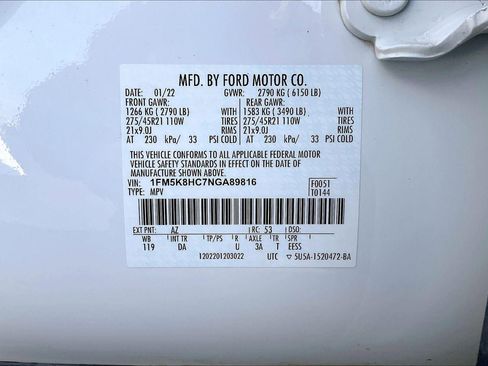 MFD. BY FORD MOTOR CO.
DATE: 01/22 GVWR: 2790 KG ( 6150 LB)
FRONT GAWR: REAR GAWR:
1266 KG ( 2790 LB) WITH 1583 KG ( 3490 LB) WITH
275/45R21 110W TIRES 275/45R21 110W TIRES
21x9.0J RIMS 21x9.0J RIMS
AT 230 kPa/ 33 PSI COLD AT 230 kPa/ 33 PSI COLD
THIS VEHICLE CONFORMS TO ALL APPLICABLE FEDERAL MOTOR
VEHICLE SAFETY STANDARDS IN EFFECT ON THE DATE OF
MANUFACTURE SHOWN ABOVE.
VIN: 1FM5K8HC7NGA89816 F0051
TYPE: MPV T0144
EXT PNT: AZ RC: 53 DSO:
WB INT TR TP/PS R AXLE TR SPR
119 DA U 3A T EESS
1202201203022 UTC ▽ 5U5A-1520472-BA